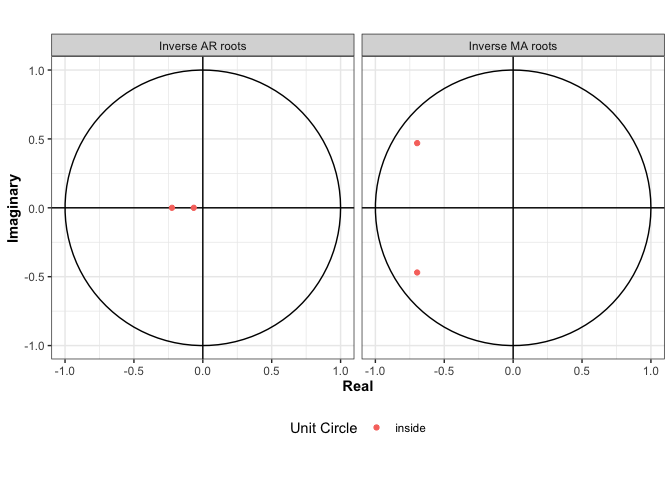 Inverse AR roots
Inverse MA roots
1.0
0.5
0.0
-0.5
-1.0
Imaginary
-1.0 -0.5 0.0 0.5 1.0
-1.0 -0.5 0.0 0.5 1.0
Real
Unit Circle inside